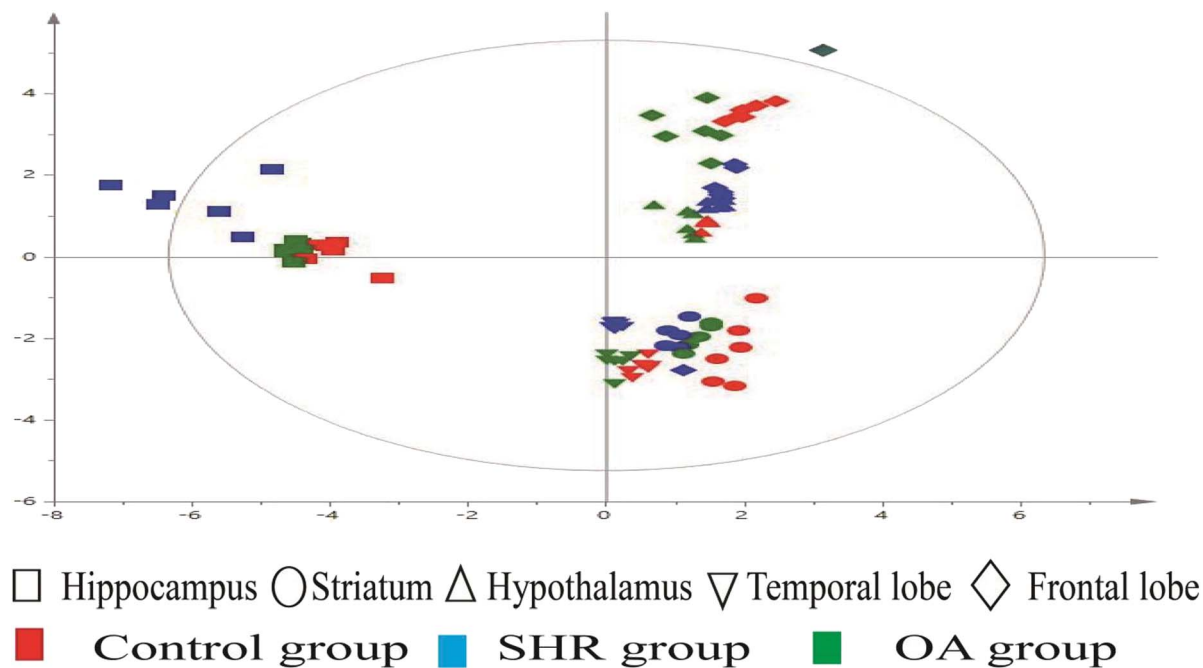 4
2
0
-2
-4
-6
-8 -6 -4 -2 0 2 4 6
Hippocampus Striatum Hypothalamus Temporal lobe Frontal lobe
Control group SHR group OA group